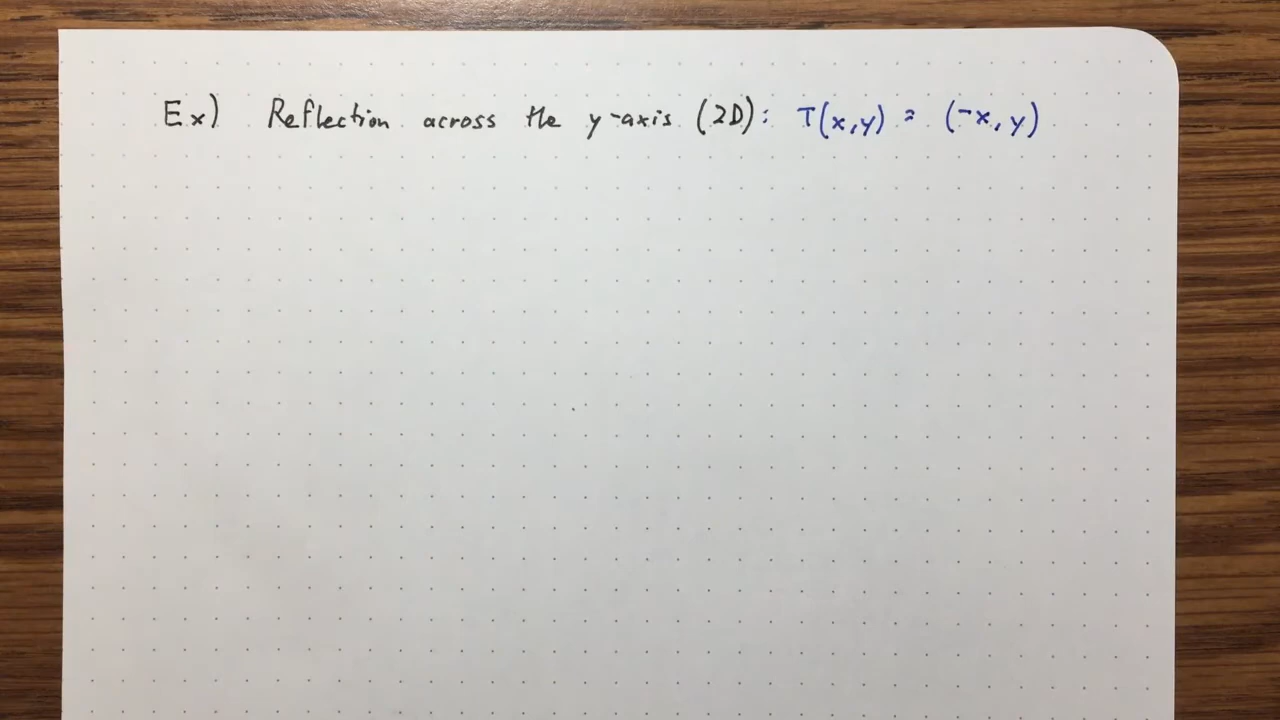 Ex) Reflection across the y-axis (2D): T(x,y) = (-x, y)